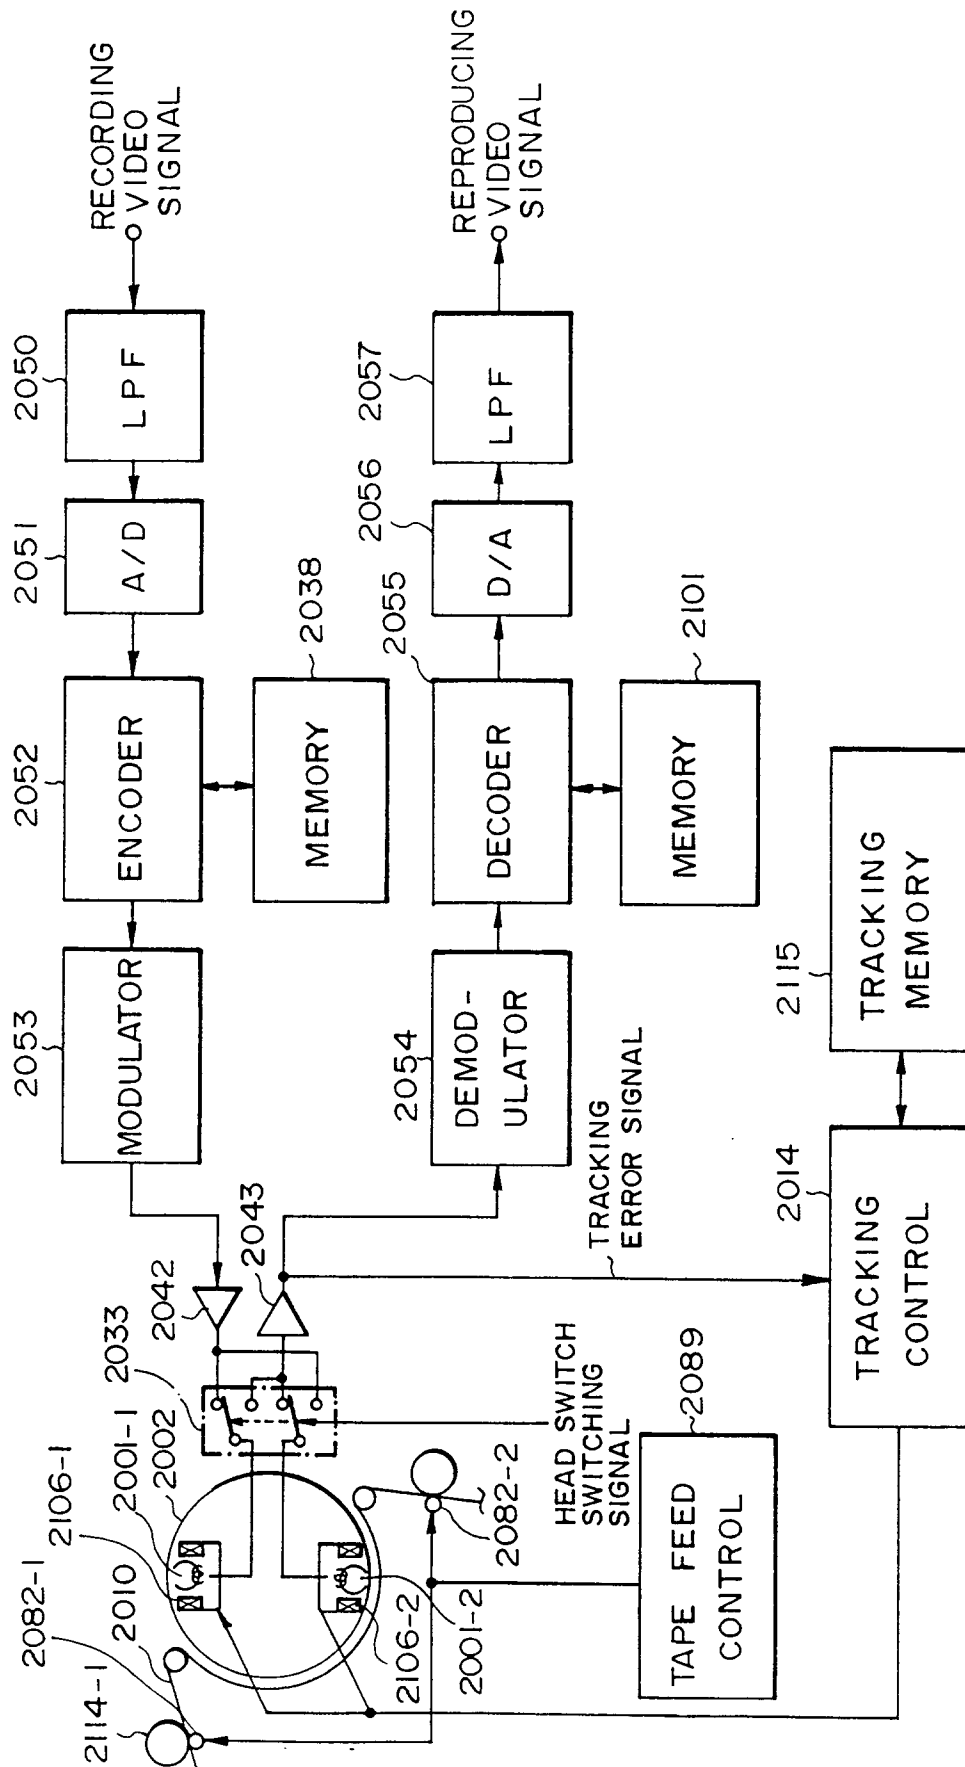 RECORDING
VIDEO
SIGNAL
2050
LPF
2051
A/D
2052
ENCODER
2038
MEMORY
2053
MODULATOR
2042
2033
2043
2002
2001-1
2106-1
2010
2082-1
2114-1
REPRODUCING
VIDEO
SIGNAL
2057
LPF
2056
D/A
2055
DECODER
2101
MEMORY
2054
DEMOD-
ULATOR
TRACKING
ERROR SIGNAL
HEAD SWITCH
SWITCHING
SIGNAL
2082-2
2001-2
2106-2
2089
TAPE FEED
CONTROL
2115
TRACKING
MEMORY
2014
TRACKING
CONTROL